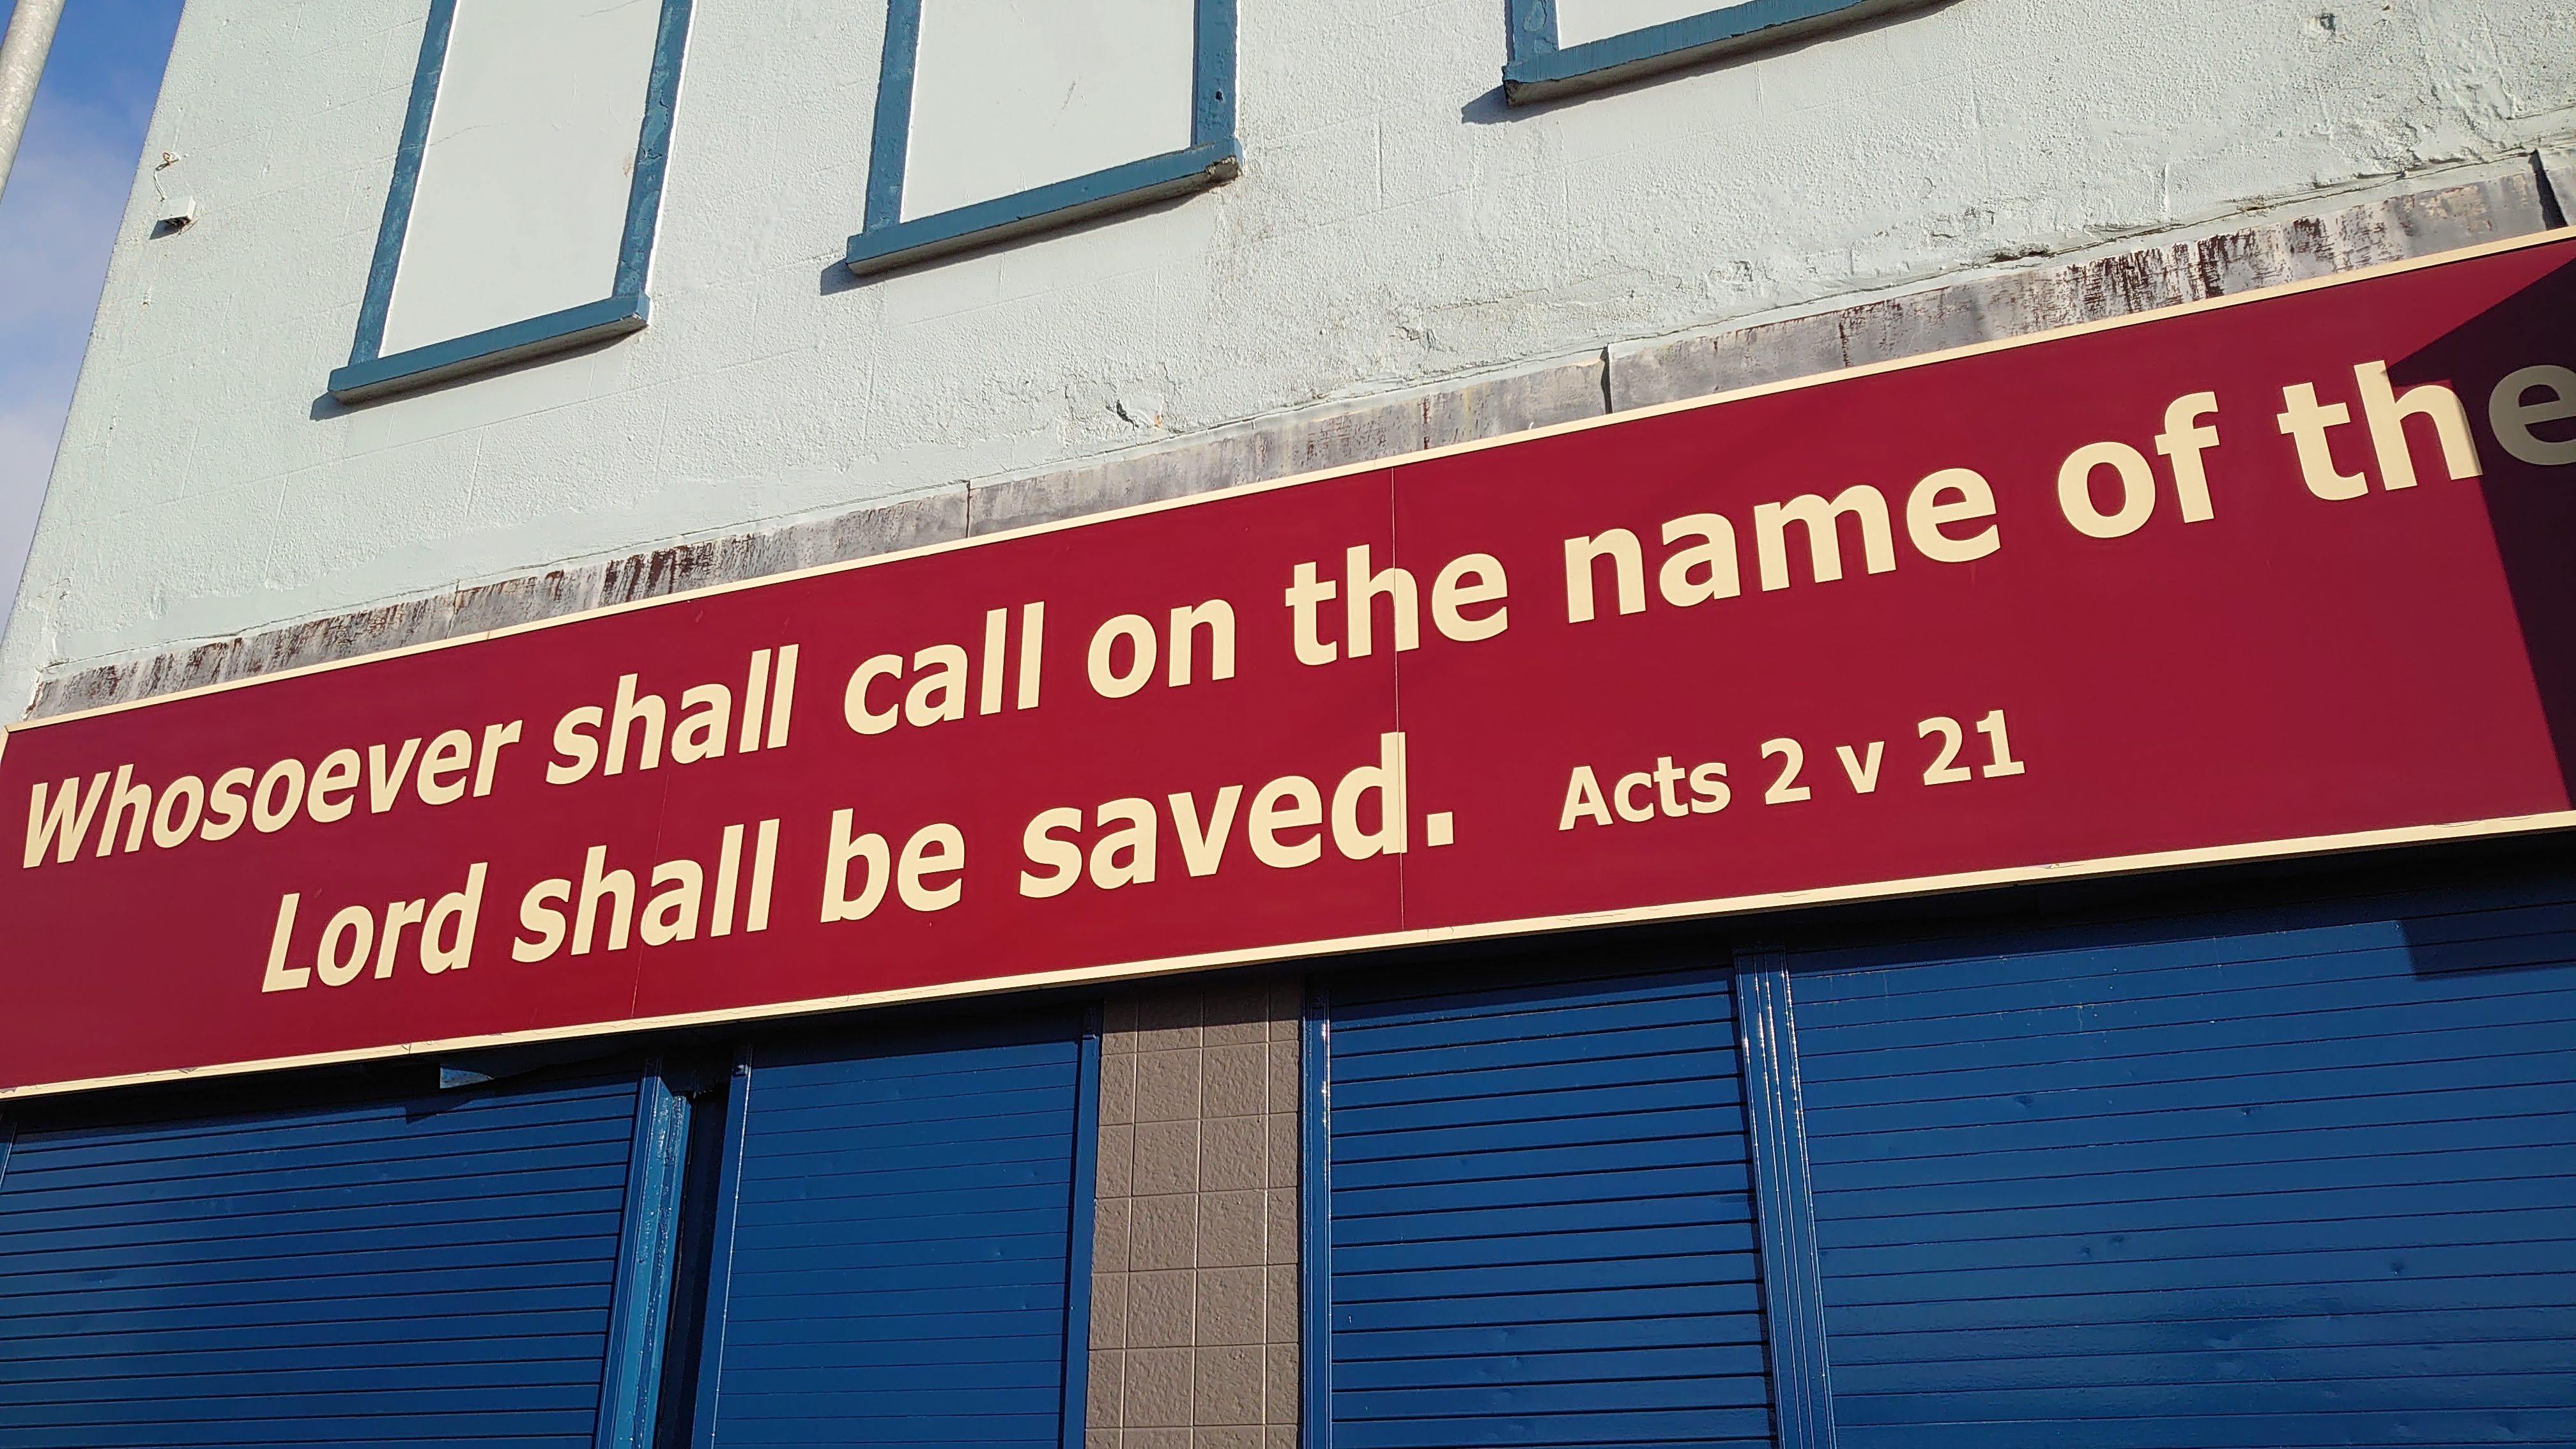 Whosoever shall call on the name of the
Lord shall be saved. Acts 2 v 21